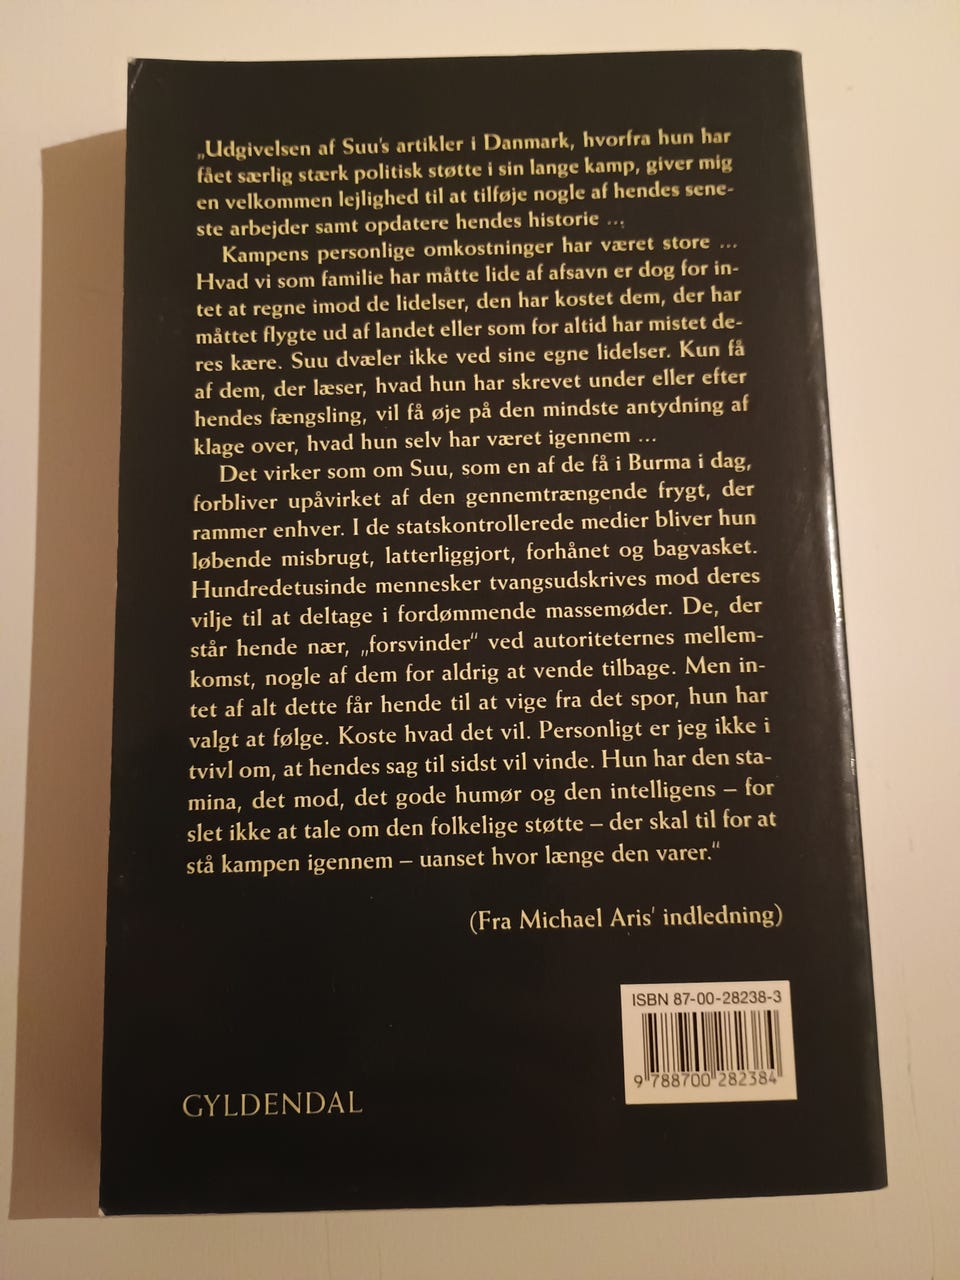 „Udgivelsen af Suu's artikler i Danmark, hvorfra hun har
fået særlig stærk politisk støtte i sin lange kamp, giver mig
en velkommen lejlighed til at tilføje nogle af hendes sene-
ste arbejder samt opdatere hendes historie ...
Kampens personlige omkostninger har været store ...
Hvad vi som familie har måtte lide af afsavn er dog for in-
tet at regne imod de lidelser, den har kostet dem, der har
måttet flygte ud af landet eller som for altid har mistet de-
res kære. Suu dvæler ikke ved sine egne lidelser. Kun få
af dem, der læser, hvad hun har skrevet under eller efter
hendes fængsling, vil få øje på den mindste antydning af
klage over, hvad hun selv har været igennem ...
Det virker som om Suu, som en af de få i Burma i dag,
forbliver upåvirket af den gennemtrængende frygt, der
rammer enhver. I de statskontrollerede medier bliver hun
løbende misbrugt, latterliggjort, forhånet og bagvasket.
Hundredetusinde mennesker tvangsudskrives mod deres
vilje til at deltage i fordømmende massemøder. De, der
står hende nær, „forsvinder“ ved autoriteternes mellem-
komst, nogle af dem for aldrig at vende tilbage. Men in-
tet af alt dette får hende til at vige fra det spor, hun har
valgt at følge. Koste hvad det vil. Personligt er jeg ikke i
tvivl om, at hendes sag til sidst vil vinde. Hun har den sta-
mina, det mod, det gode humør og den intelligens – for
slet ikke at tale om den folkelige støtte – der skal til for at
stå kampen igennem – uanset hvor længe den varer.“
(Fra Michael Aris' indledning)
ISBN 87-00-28238-3
9 788700 282384
GYLDENDAL